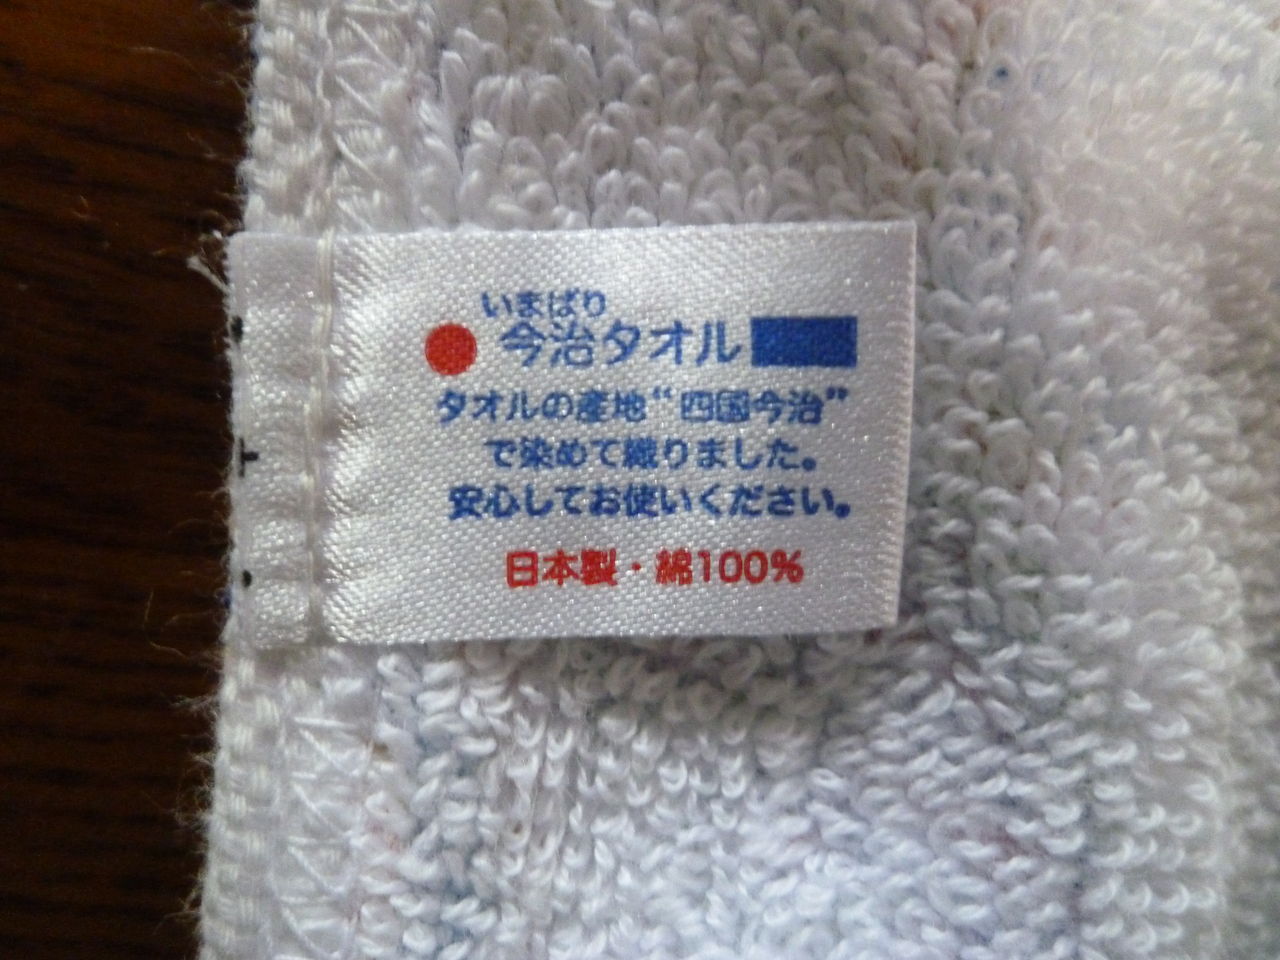 いまばり
今治タオル
タオルの産地“四国今治”
で染めて織りました。
安心してお使いください。
日本製・綿100%